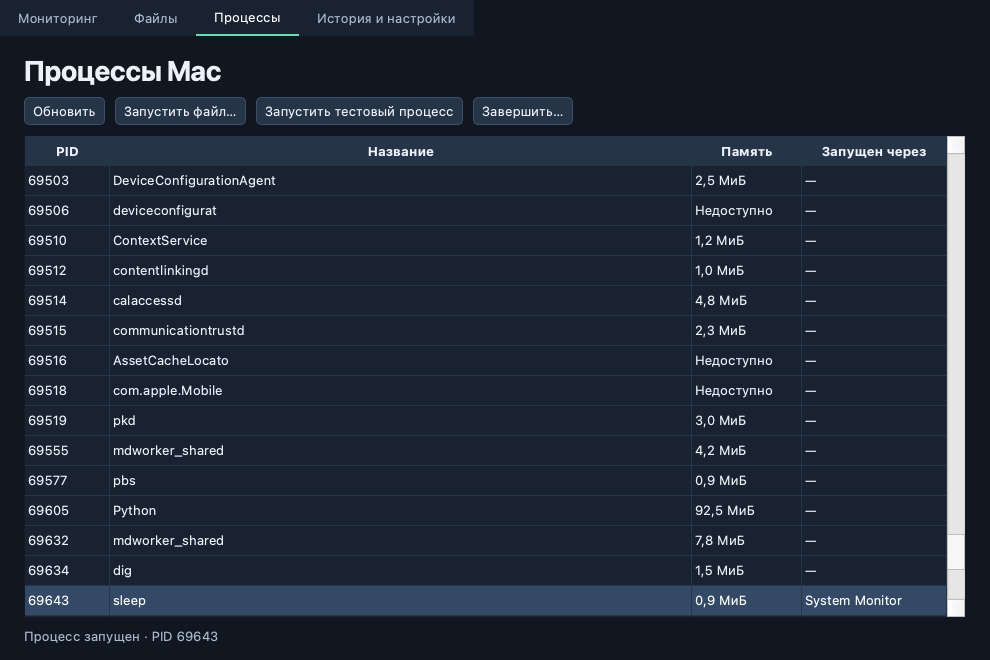 Мониторинг Файлы Процессы История и настройки
Процессы Mac
Обновить Запустить файл... Запустить тестовый процесс Завершить...
PID Название Память Запущен через
69503 DeviceConfigurationAgent 2,5 МиБ —
69506 deviceconfigurat Недоступно —
69510 ContextService 1,2 МиБ —
69512 contentlinkingd 1,0 МиБ —
69514 calaccessd 4,8 МиБ —
69515 communicationtrustd 2,3 МиБ —
69516 AssetCacheLocato Недоступно —
69518 com.apple.Mobile Недоступно —
69519 pkd 3,0 МиБ —
69555 mdworker_shared 4,2 МиБ —
69577 pbs 0,9 МиБ —
69605 Python 92,5 МиБ —
69632 mdworker_shared 7,8 МиБ —
69634 dig 1,5 МиБ —
69643 sleep 0,9 МиБ System Monitor
Процесс запущен · PID 69643